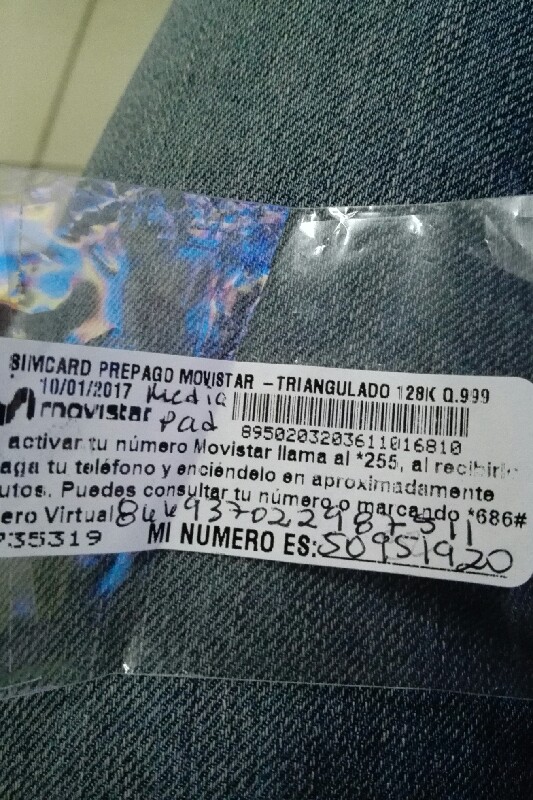 SIMCARD PREPAGO MOVISTAR - TRIANGULADO 128K Q.999
10/01/2017 Media
movistar Pad
8950203203611016810
activar tu número Movistar llama al *255, al recibirl
aga tu teléfono y enciéndelo en aproximadamente
utos. Puedes consultar tu número marcando *686#
ero Virtual
735319 MI NUMERO ES: 50951920